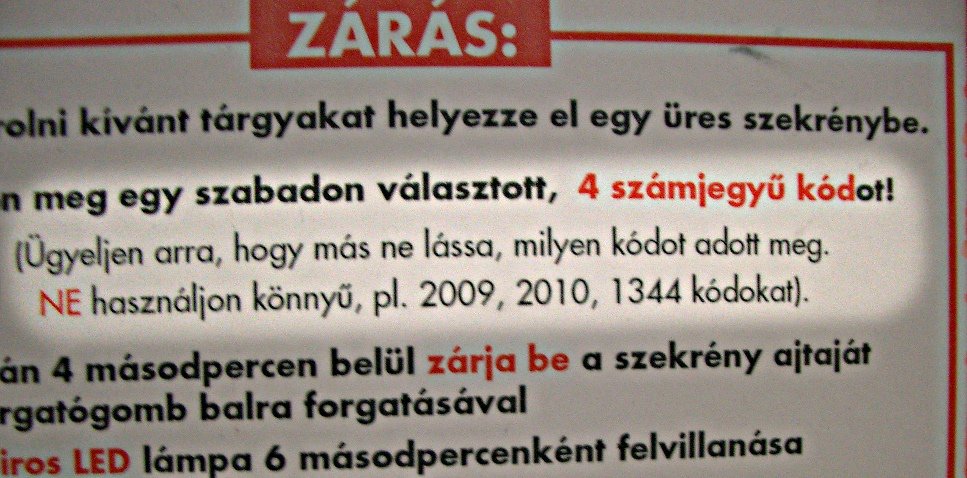 ZÁRÁS:
rolni kívánt tárgyakat helyezze el egy üres szekrénybe.
n meg egy szabadon választott, 4 számjegyű kódot!
(Ügyeljen arra, hogy más ne lássa, milyen kódot adott meg.
NE használjon könnyű, pl. 2009, 2010, 1344 kódokat).
án 4 másodpercen belül zárja be a szekrény ajtaját
rgatógomb balra forgatásával
iros LED lámpa 6 másodpercenként felvillanása